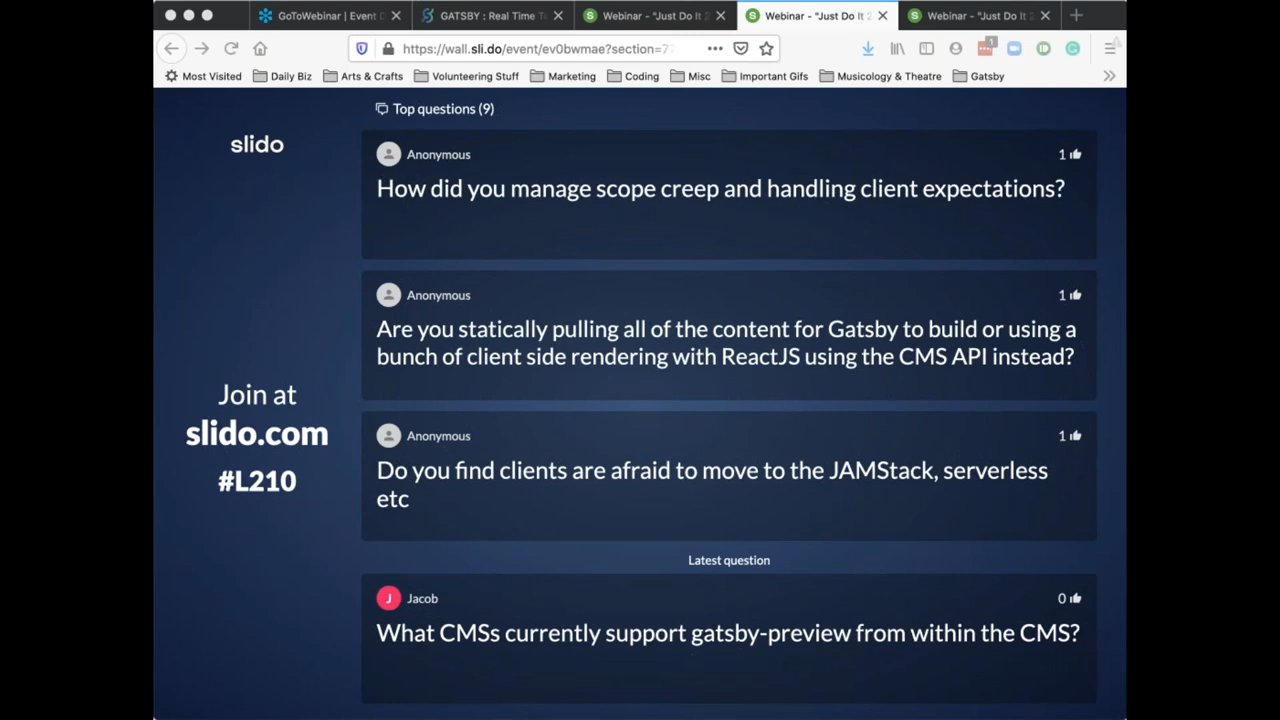 GoToWebinar | Event D
GATSBY : Real Time T
Webinar - "Just Do It 2
Webinar - "Just Do It 2
Webinar - "Just Do It 2
https://wall.sli.do/event/ev0bwmae?section=7
1
Most Visited
Daily Biz
Arts & Crafts
Volunteering Stuff
Marketing
Coding
Misc
Important Gifs
Musicology & Theatre
Gatsby
slido
Join at
slido.com
#L210
Top questions (9)
Anonymous
1
How did you manage scope creep and handling client expectations?
Anonymous
1
Are you statically pulling all of the content for Gatsby to build or using a
bunch of client side rendering with ReactJS using the CMS API instead?
Anonymous
1
Do you find clients are afraid to move to the JAMStack, serverless
etc
Latest question
J
Jacob
0
What CMSs currently support gatsby-preview from within the CMS?